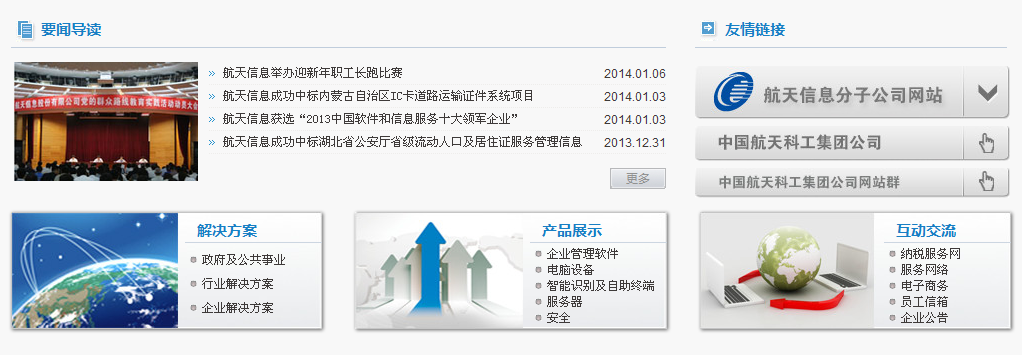 要闻导读
航天信息股份有限公司党的群众路线教育实践活动动员大会
航天信息举办迎新年职工长跑比赛 2014.01.06
航天信息成功中标内蒙古自治区IC卡道路运输证件系统项目 2014.01.03
航天信息获选“2013中国软件和信息服务十大领军企业” 2014.01.03
航天信息成功中标湖北省公安厅省级流动人口及居住证服务管理信息 2013.12.31
更多
友情链接
航天信息分子公司网站
中国航天科工集团公司
中国航天科工集团公司网站群
解决方案
政府及公共事业
行业解决方案
企业解决方案
产品展示
企业管理软件
电脑设备
智能识别及自助终端
服务器
安全
互动交流
纳税服务网
服务网络
电子商务
员工信箱
企业公告